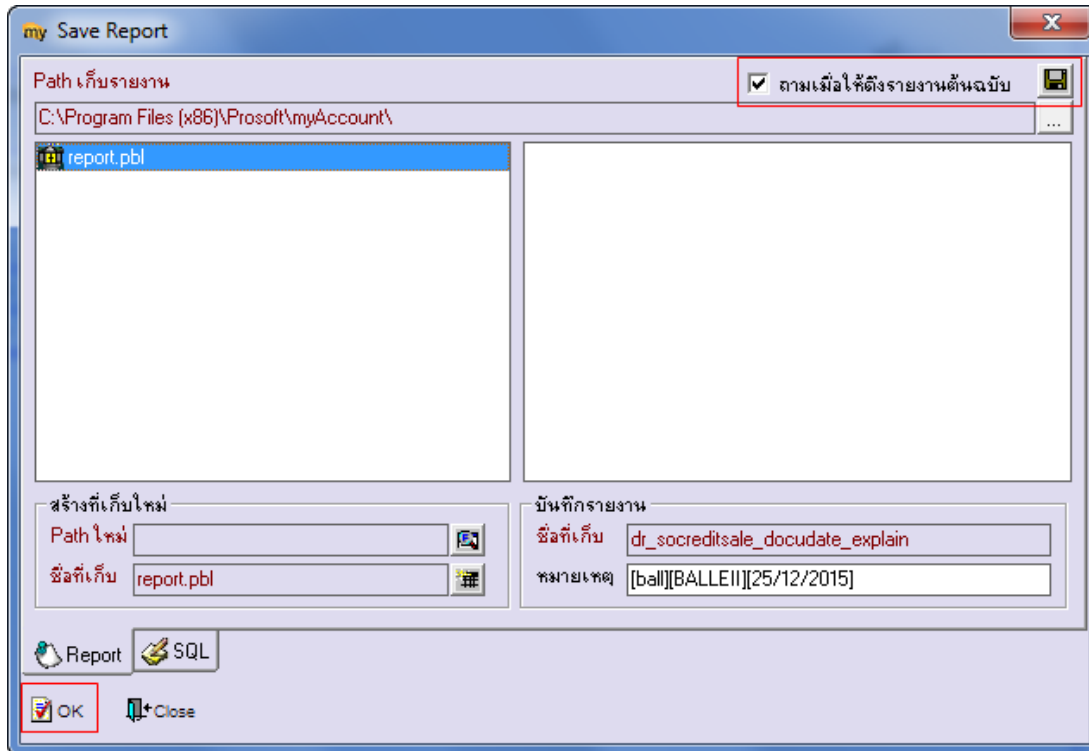 my Save Report
Path เก็บรายงาน
ถามเมื่อให้ดึงรายงานต้นฉบับ
C:\Program Files (x86)\Prosoft\myAccount\
...
report.pbl
สร้างที่เก็บใหม่
Path ใหม่
ชื่อที่เก็บ report.pbl
บันทึกรายงาน
ชื่อที่เก็บ dr_socreditsale_docudate_explain
หมายเหตุ [ball][BALLEII][25/12/2015]
Report SQL
OK Close